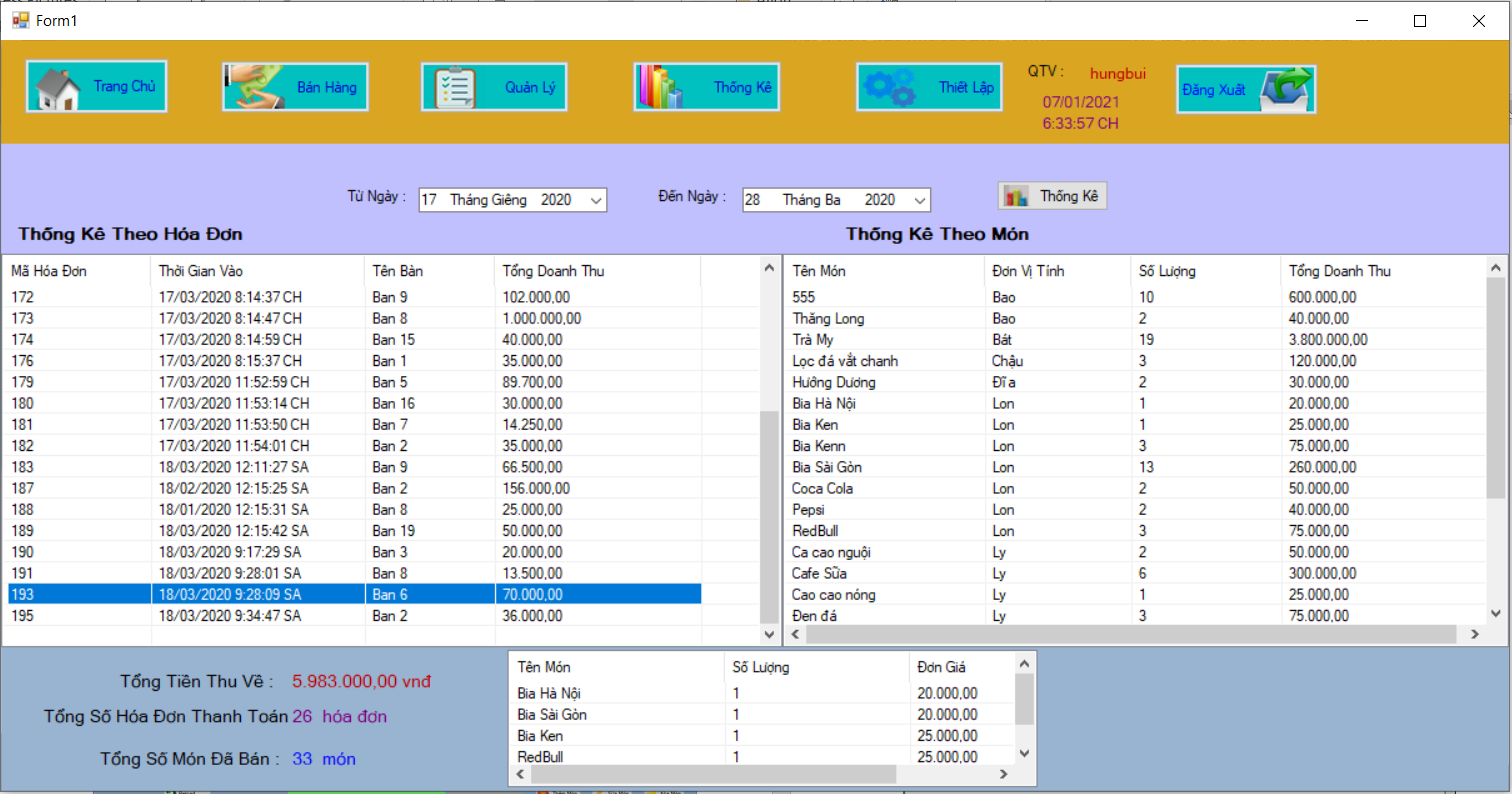 Form1
Trang Chủ
Bán Hàng
Quản Lý
Thống Kê
Thiết Lập
QTV :
hungbui
07/01/2021
6:33:57 CH
Đăng Xuất
Từ Ngày :
17 Tháng Giêng 2020
Đến Ngày :
28 Tháng Ba 2020
Thống Kê
Thống Kê Theo Hóa Đơn
Thống Kê Theo Món
Mã Hóa Đơn Thời Gian Vào Tên Bàn Tổng Doanh Thu
172 17/03/2020 8:14:37 CH Ban 9 102.000,00
173 17/03/2020 8:14:47 CH Ban 8 1.000.000,00
174 17/03/2020 8:14:59 CH Ban 15 40.000,00
176 17/03/2020 8:15:37 CH Ban 1 35.000,00
179 17/03/2020 11:52:59 CH Ban 5 89.700,00
180 17/03/2020 11:53:14 CH Ban 16 30.000,00
181 17/03/2020 11:53:50 CH Ban 7 14.250,00
182 17/03/2020 11:54:01 CH Ban 2 35.000,00
183 18/03/2020 12:11:27 SA Ban 9 66.500,00
187 18/02/2020 12:15:25 SA Ban 2 156.000,00
188 18/01/2020 12:15:31 SA Ban 8 25.000,00
189 18/03/2020 12:15:42 SA Ban 19 50.000,00
190 18/03/2020 9:17:29 SA Ban 3 20.000,00
191 18/03/2020 9:28:01 SA Ban 8 13.500,00
193 18/03/2020 9:28:09 SA Ban 6 70.000,00
195 18/03/2020 9:34:47 SA Ban 2 36.000,00
Tên Món Đơn Vị Tính Số Lượng Tổng Doanh Thu
555 Bao 10 600.000,00
Thăng Long Bao 2 40.000,00
Trà My Bát 19 3.800.000,00
Lọc đá vắt chanh Chậu 3 120.000,00
Hướng Dương Đĩa 2 30.000,00
Bia Hà Nội Lon 1 20.000,00
Bia Ken Lon 1 25.000,00
Bia Kenn Lon 3 75.000,00
Bia Sài Gòn Lon 13 260.000,00
Coca Cola Lon 2 50.000,00
Pepsi Lon 2 40.000,00
RedBull Lon 3 75.000,00
Ca cao nguội Ly 2 50.000,00
Cafe Sữa Ly 6 300.000,00
Cao cao nóng Ly 1 25.000,00
Đen đá Ly 3 75.000,00
Tổng Tiền Thu Về : 5.983.000,00 vnđ
Tổng Số Hóa Đơn Thanh Toán 26 hóa đơn
Tổng Số Món Đã Bán : 33 món
Tên Món Số Lượng Đơn Giá
Bia Hà Nội 1 20.000,00
Bia Sài Gòn 1 20.000,00
Bia Ken 1 25.000,00
RedBull 1 25.000,00